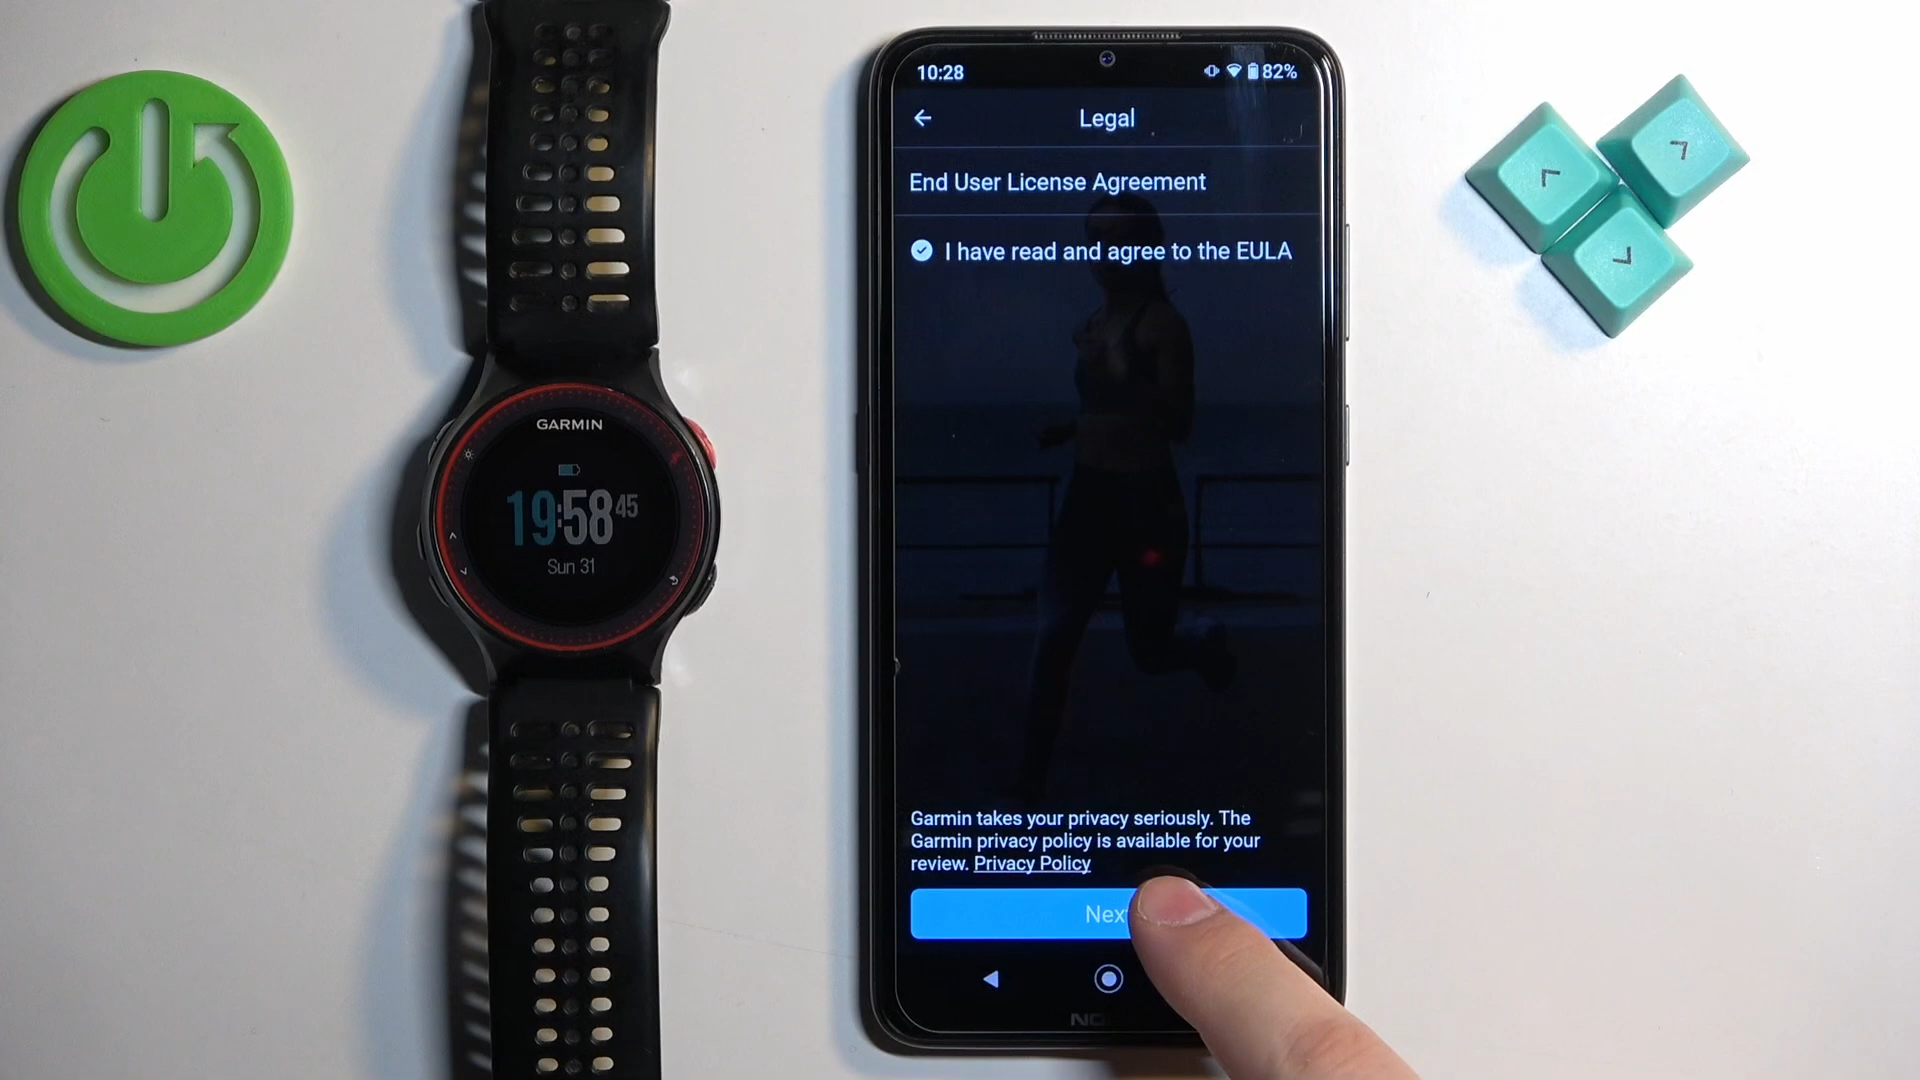 GARMIN
19:58 45
Sun 31
10:28
82%
Legal
End User License Agreement
I have read and agree to the EULA
Garmin takes your privacy seriously. The
Garmin privacy policy is available for your
review. Privacy Policy